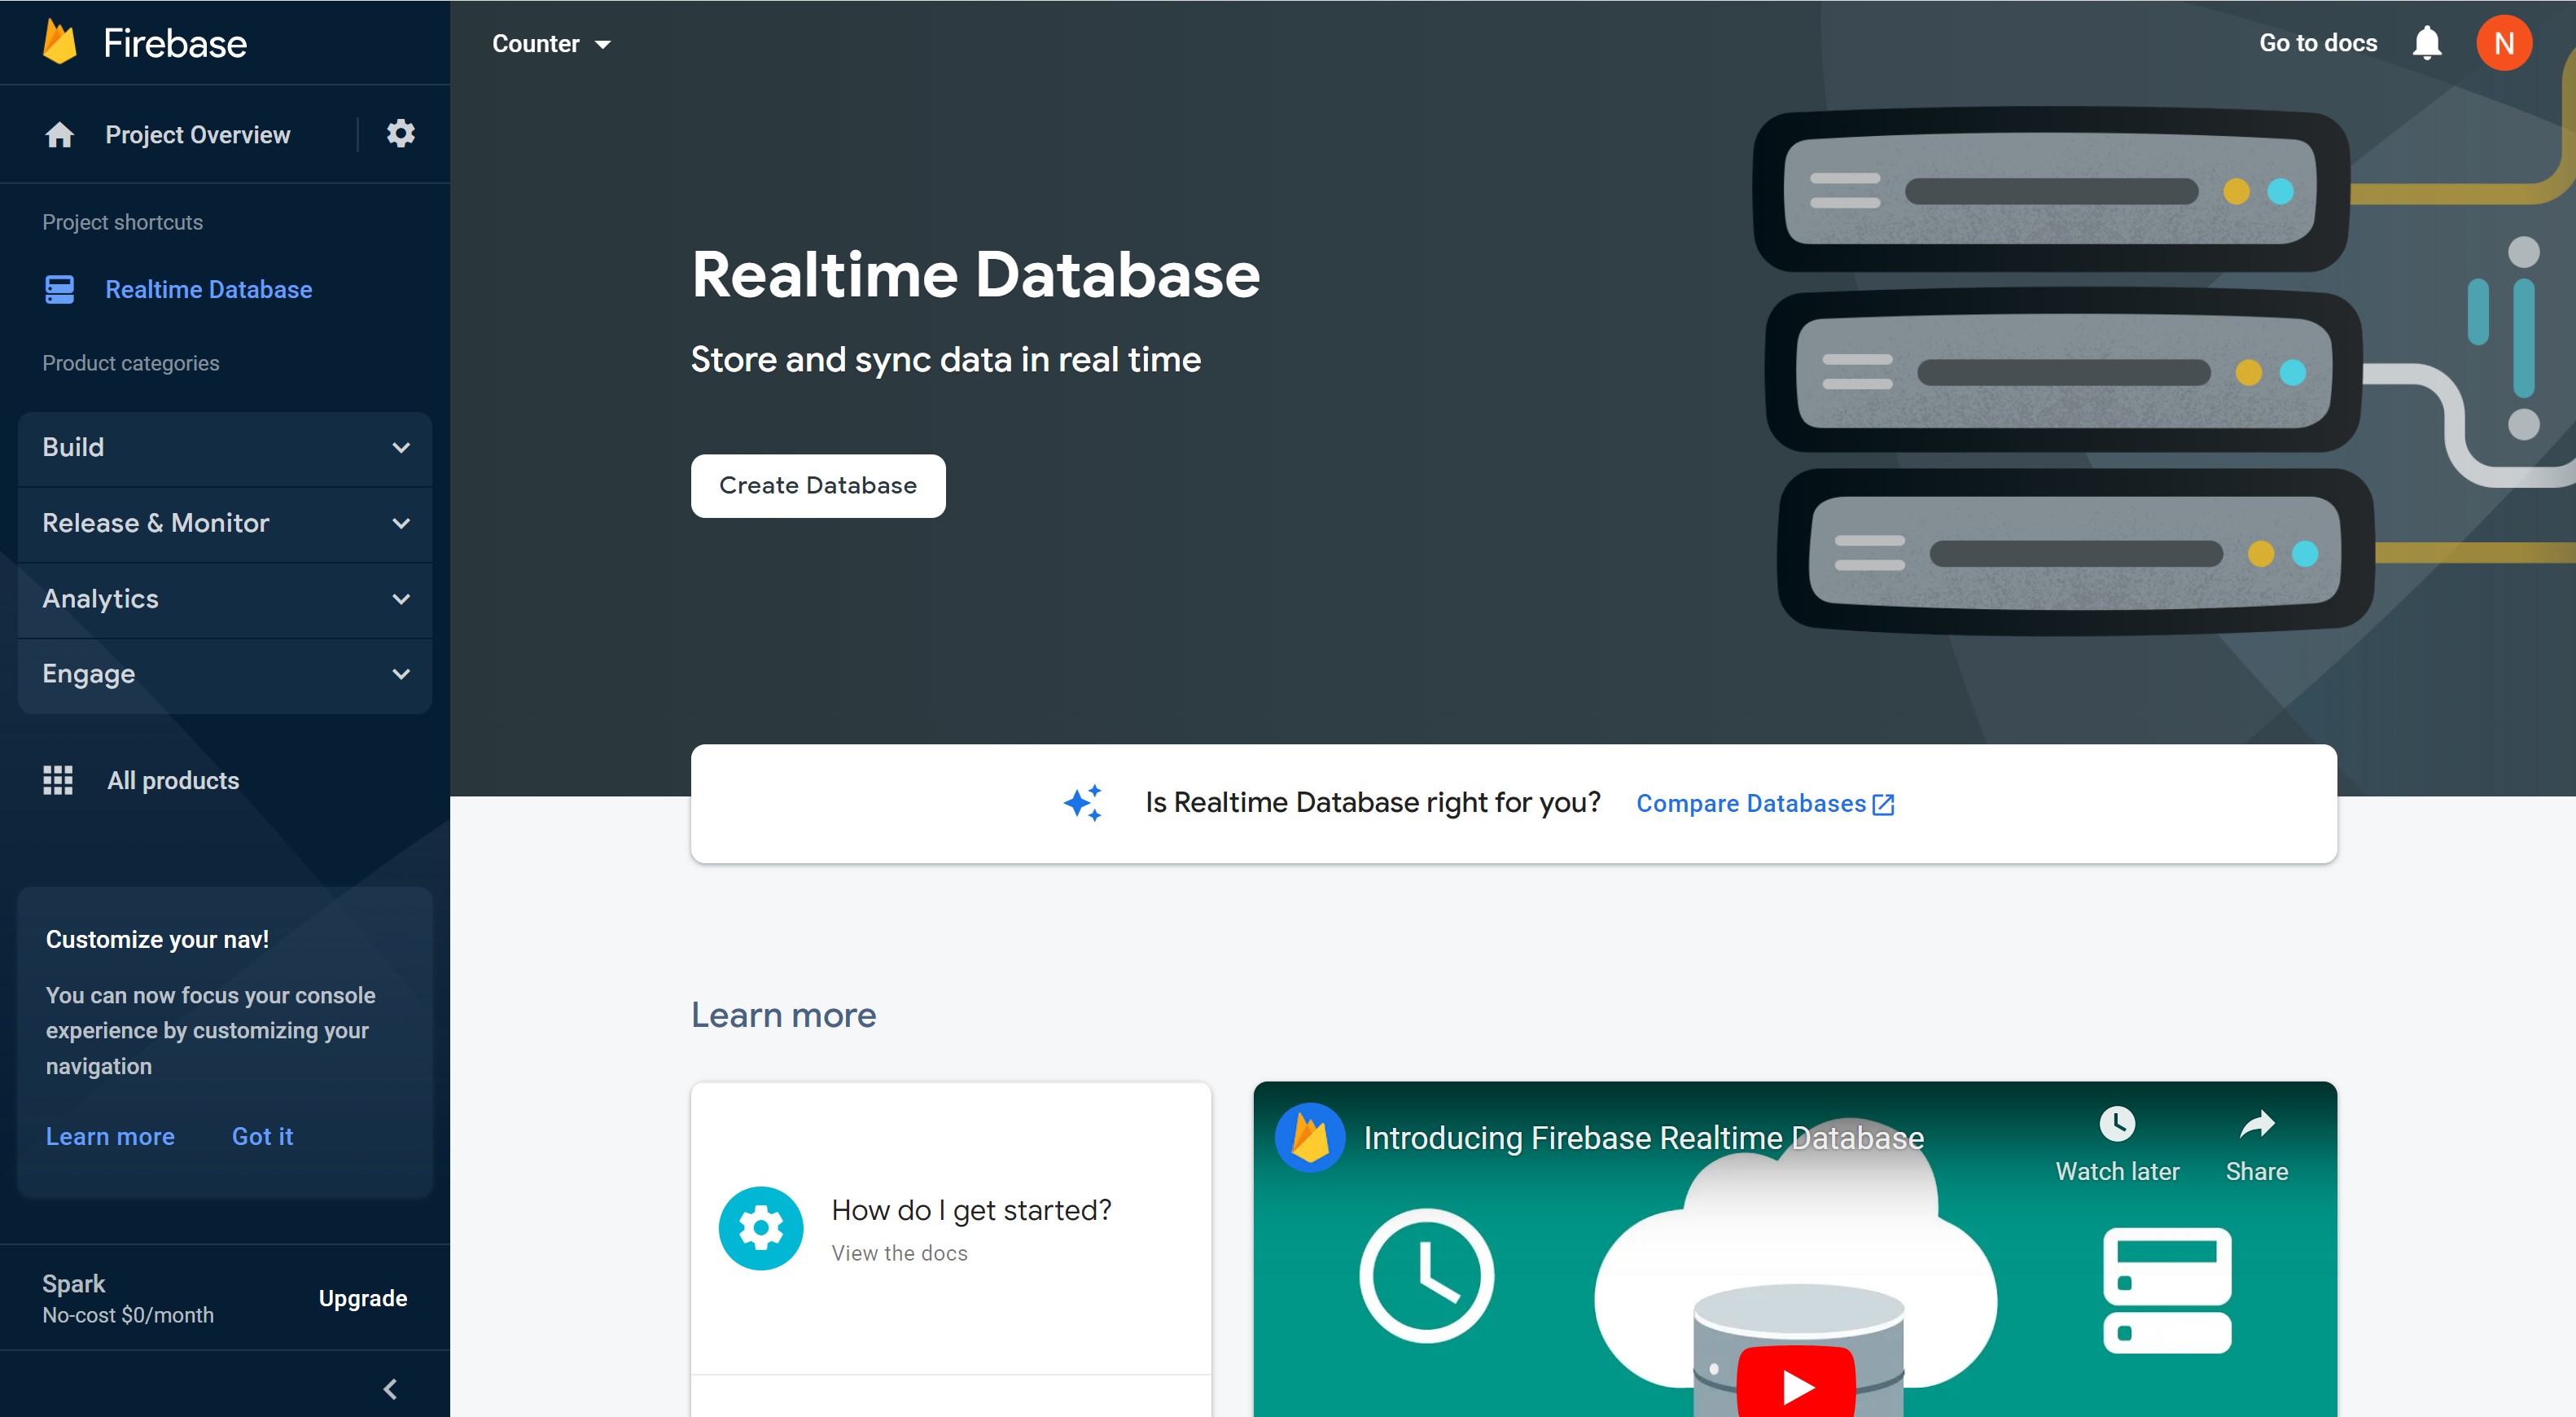 Firebase
Project Overview
Project shortcuts
Realtime Database
Product categories
Build
Release & Monitor
Analytics
Engage
All products
Customize your nav!
You can now focus your console
experience by customizing your
navigation
Learn more Got it
Spark
No-cost $0/month
Upgrade
Counter
Go to docs
N
Realtime Database
Store and sync data in real time
Create Database
Is Realtime Database right for you? Compare Databases
Learn more
How do I get started?
View the docs
Introducing Firebase Realtime Database
Watch later
Share